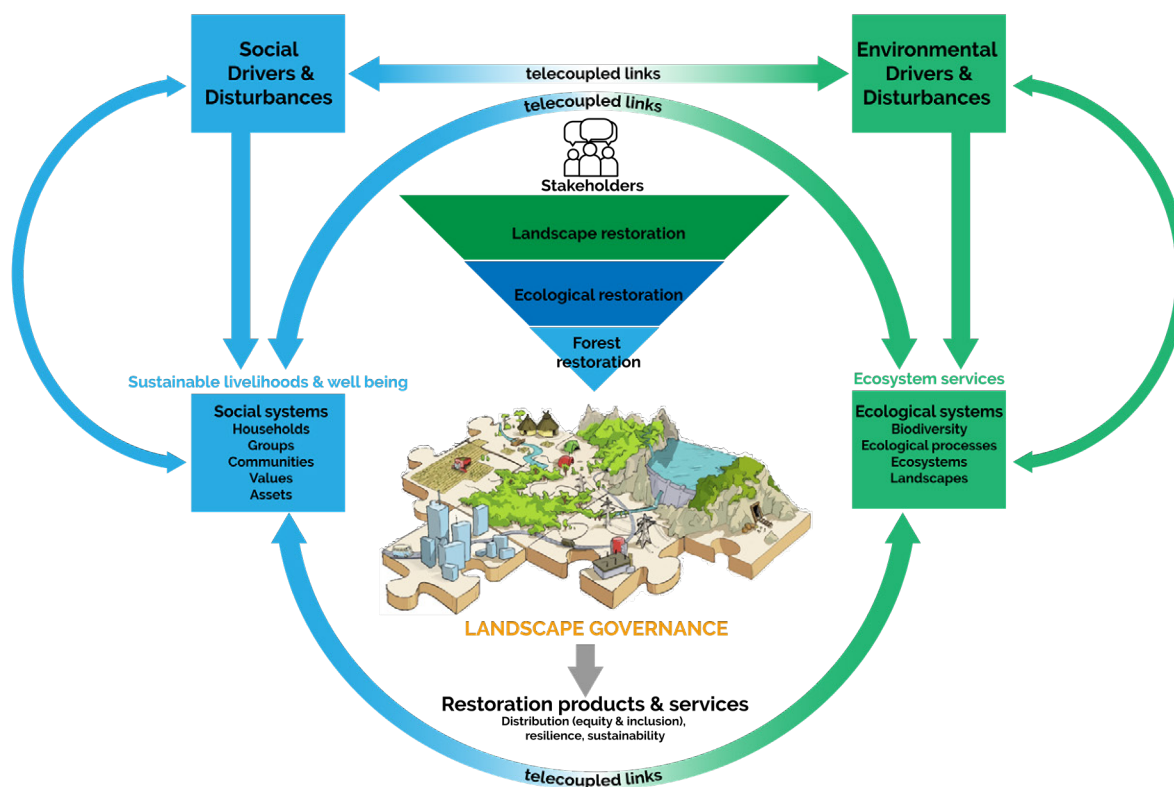 Social
Drivers &
Disturbances
telecoupled links
Environmental
Drivers &
Disturbances
telecoupled links
Stakeholders
Landscape restoration
Ecological restoration
Forest
restoration
Sustainable livelihoods & well being
Social systems
Households
Groups
Communities
Values
Assets
Ecosystem services
Ecological systems
Biodiversity
Ecological processes
Ecosystems
Landscapes
LANDSCAPE GOVERNANCE
Restoration products & services
Distribution (equity & inclusion),
resilience, sustainability
telecoupled links